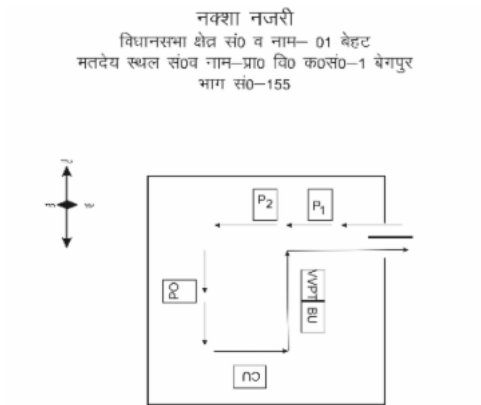 नक्शा नजरी
विधानसभा क्षेत्र सं0 व नाम– 01 बेहट
मतदेय स्थल सं0व नाम–प्रा0 वि0 क0सं0–1 बेगपुर
भाग सं0–155
P2
P1
PO
VVPT BU
CU